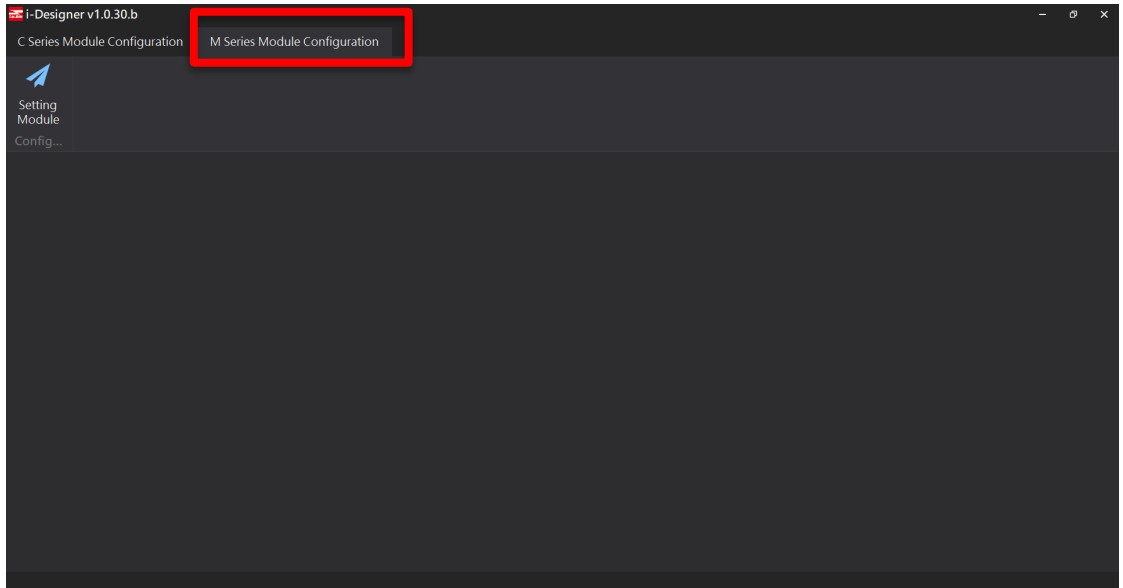 i-Designer v1.0.30.b
C Series Module Configuration
M Series Module Configuration
Setting
Module
Config...